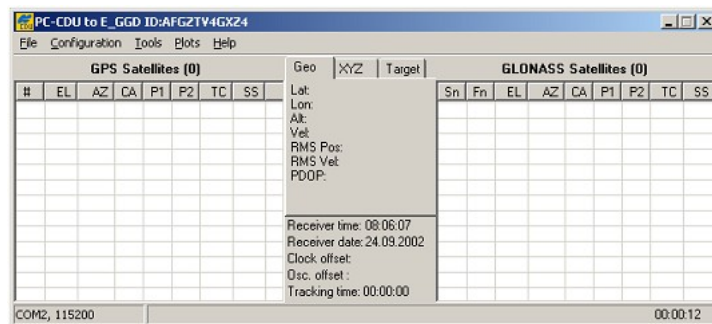 PC-CDU to E_GGD ID:AFGZTV4GXZ4
File Configuration Tools Plots Help
GPS Satellites (0)
# EL AZ CA P1 P2 TC SS
Geo XYZ Target
Lat:
Lon:
Alt:
Vel:
RMS Pos:
RMS Vel:
PDOP:
Receiver time: 08:06:07
Receiver date: 24.09.2002
Clock offset:
Osc. offset :
Tracking time: 00:00:00
GLONASS Satellites (0)
Sn Fn EL AZ CA P1 P2 TC SS
COM2, 115200 00:00:12